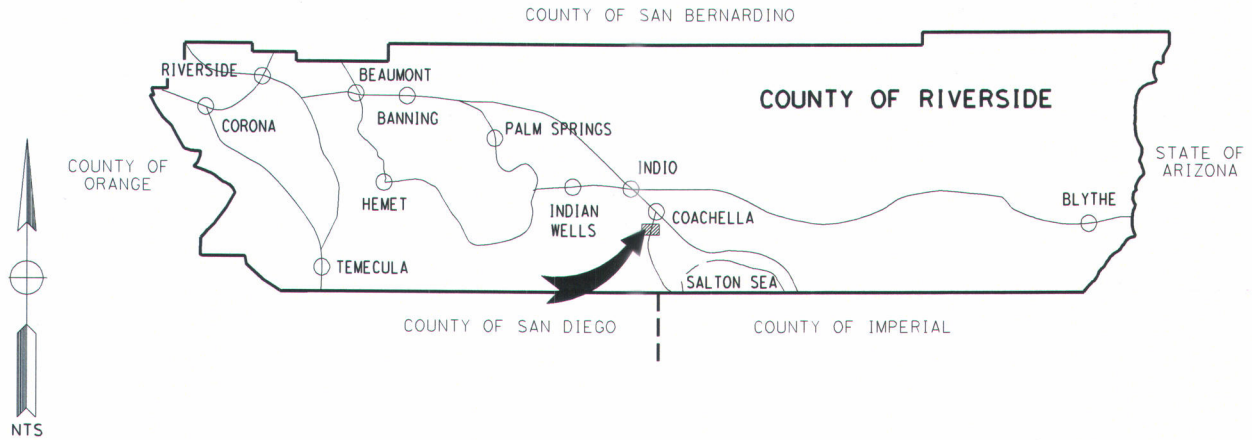 COUNTY OF SAN BERNARDINO
RIVERSIDE
BEAUMONT
COUNTY OF RIVERSIDE
BANNING
CORONA
PALM SPRINGS
COUNTY OF
ORANGE
STATE OF
ARIZONA
INDIO
HEMET
INDIAN
WELLS
COACHELLA
BLYTHE
TEMECULA
SALTON SEA
COUNTY OF SAN DIEGO
COUNTY OF IMPERIAL
NTS